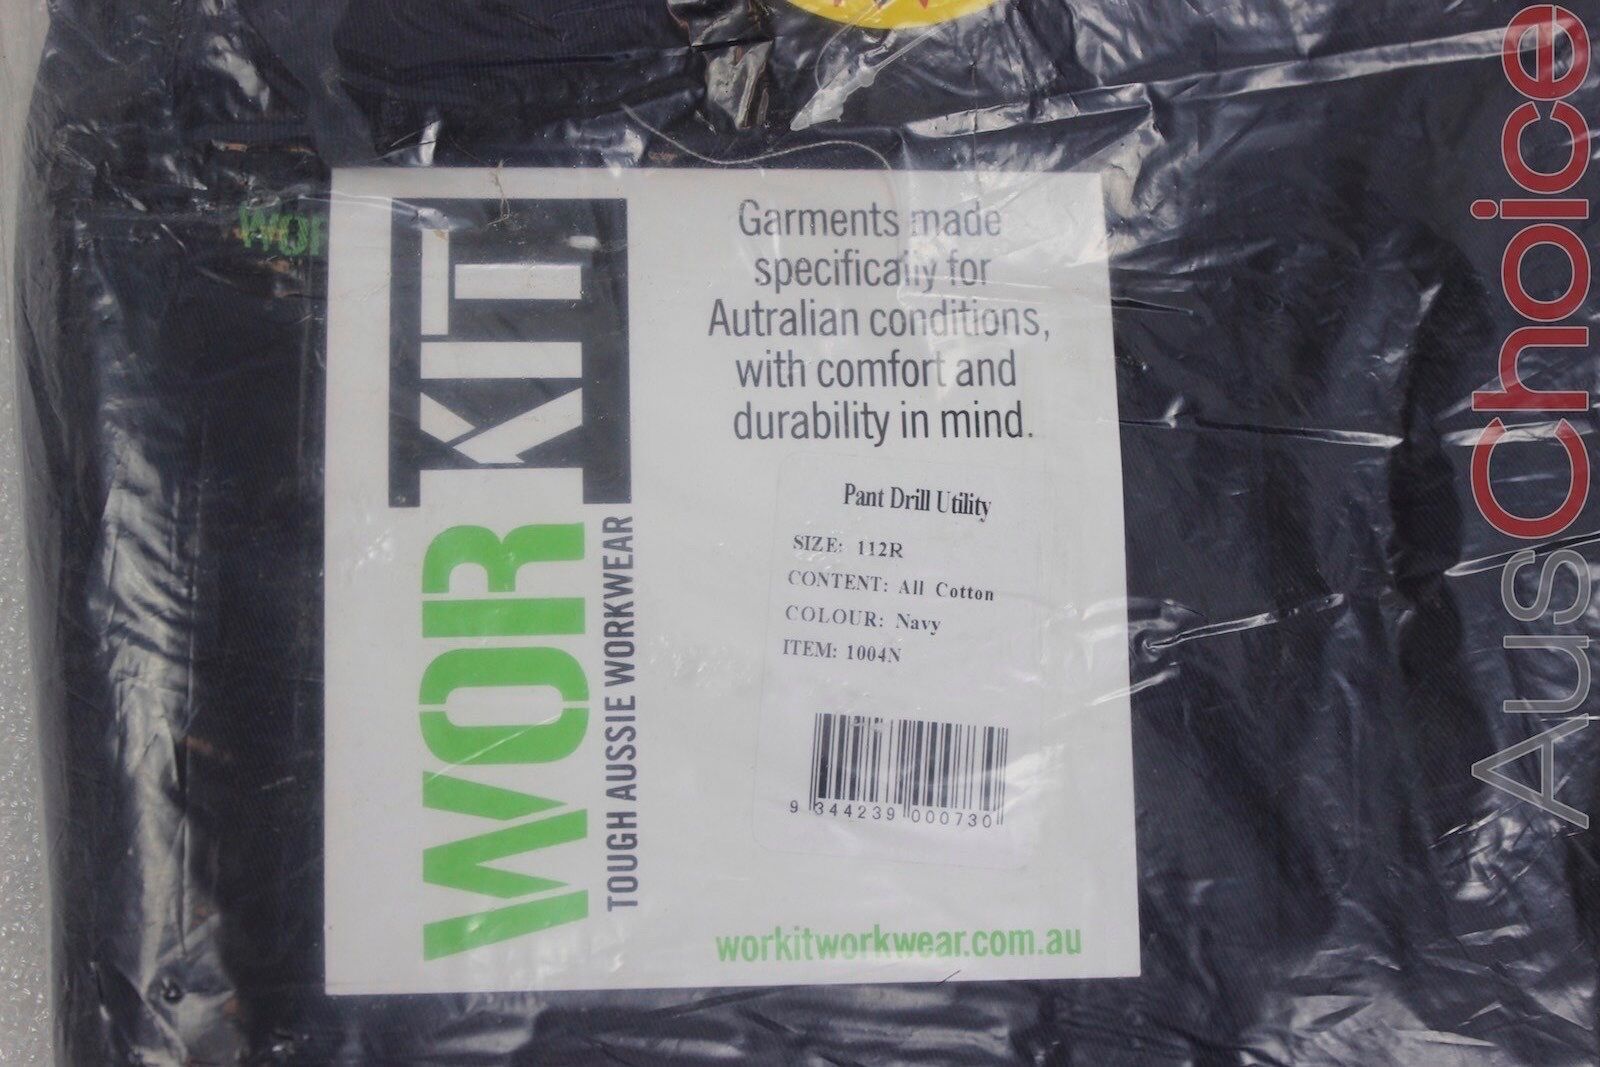 WOR
WORKIT
TOUGH AUSSIE WORKWEAR
Garments made
specifically for
Autralian conditions,
with comfort and
durability in mind.
Pant Drill Utility
SIZE: 112R
CONTENT: All Cotton
COLOUR: Navy
ITEM: 1004N
9 344239 000730
workitworkwear.com.au
AusChoice